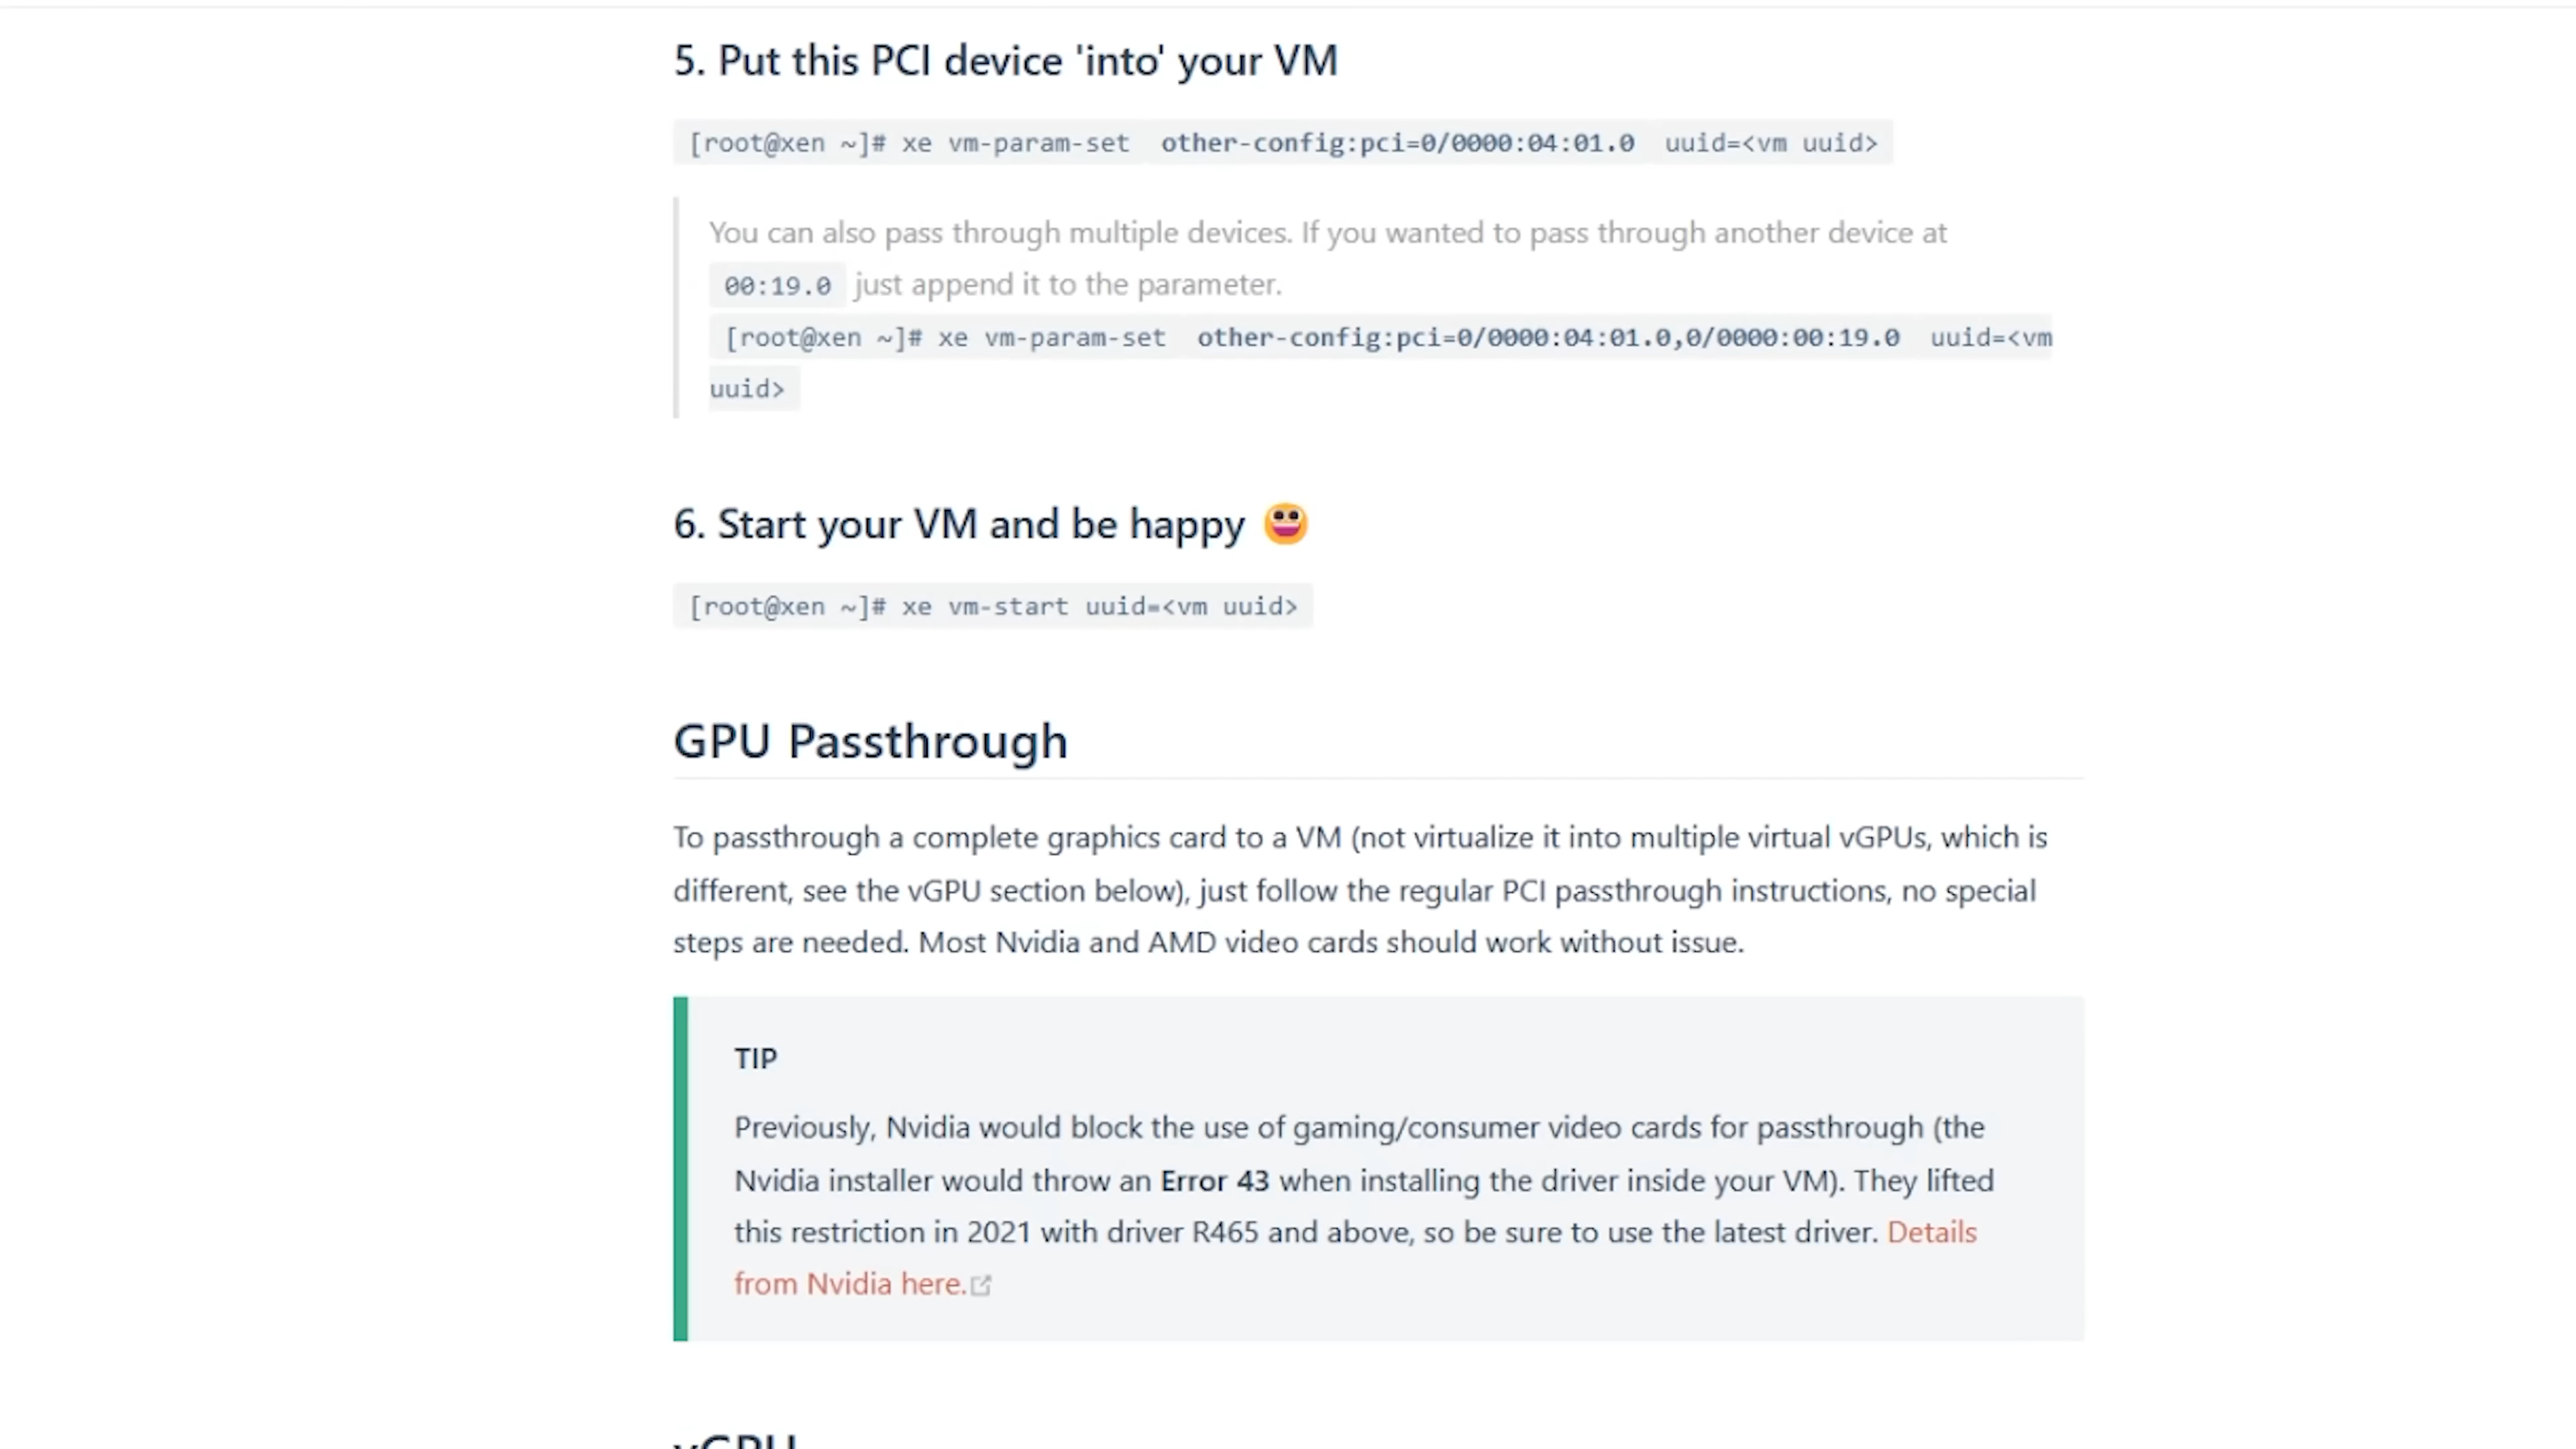 5. Put this PCI device 'into' your VM
[root@xen ~]# xe vm-param-set other-config:pci=0/0000:04:01.0 uuid=<vm uuid>
You can also pass through multiple devices. If you wanted to pass through another device at
00:19.0 just append it to the parameter.
[root@xen ~]# xe vm-param-set other-config:pci=0/0000:04:01.0,0/0000:00:19.0 uuid=<vm
uuid>
6. Start your VM and be happy 😀
[root@xen ~]# xe vm-start uuid=<vm uuid>
GPU Passthrough
To passthrough a complete graphics card to a VM (not virtualize it into multiple virtual vGPUs, which is
different, see the vGPU section below), just follow the regular PCI passthrough instructions, no special
steps are needed. Most Nvidia and AMD video cards should work without issue.
TIP
Previously, Nvidia would block the use of gaming/consumer video cards for passthrough (the
Nvidia installer would throw an Error 43 when installing the driver inside your VM). They lifted
this restriction in 2021 with driver R465 and above, so be sure to use the latest driver. Details
from Nvidia here.
vGPU